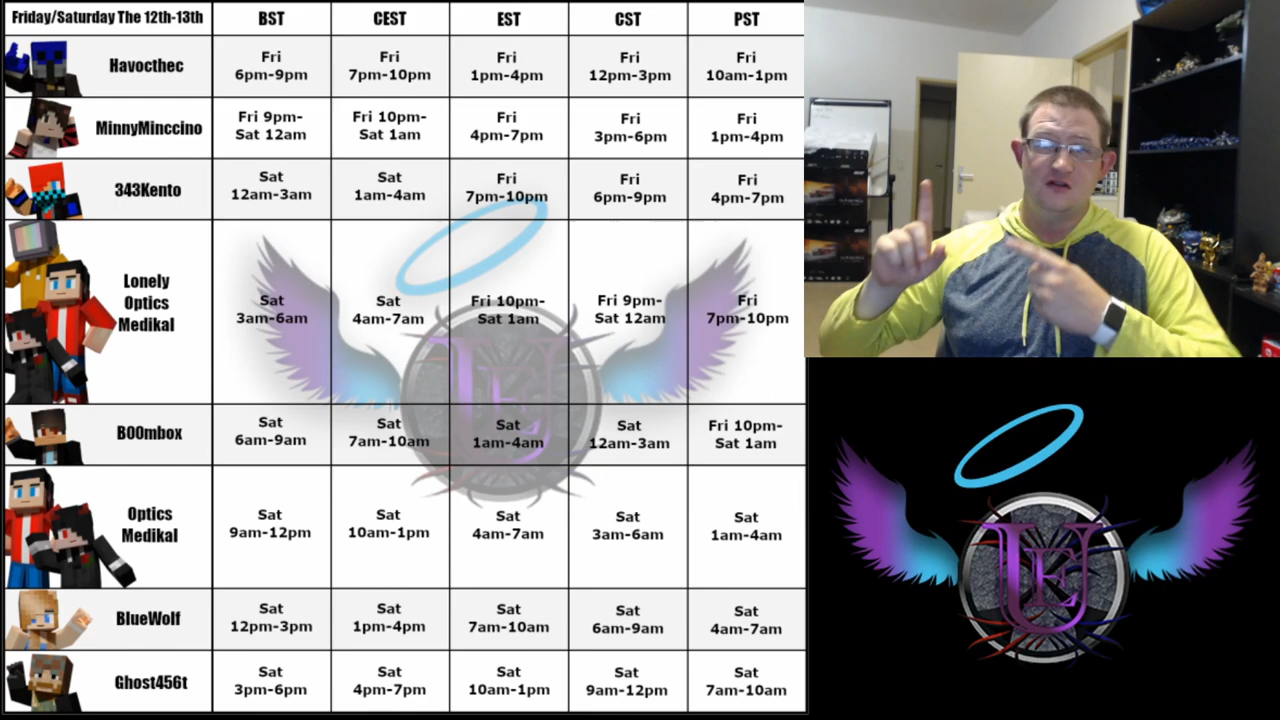 Friday/Saturday The 12th-13th BST CEST EST CST PST
Havocthec
Fri 6pm-9pm
Fri 7pm-10pm
Fri 1pm-4pm
Fri 12pm-3pm
Fri 10am-1pm
MinnyMinccino
Fri 9pm-
Sat 12am
Fri 10pm-
Sat 1am
Fri
4pm-7pm
Fri
3pm-6pm
Fri
1pm-4pm
343Kento
Sat
12am-3am
Sat
1am-4am
Fri
7pm-10pm
Fri
6pm-9pm
Fri
4pm-7pm
Lonely
Optics
Medikal
Sat
3am-6am
Sat
4am-7am
Fri 10pm-
Sat 1am
Fri 9pm-
Sat 12am
Fri
7pm-10pm
B00mbox
Sat
6am-9am
Sat
7am-10am
Sat
1am-4am
Sat
12am-3am
Fri 10pm-
Sat 1am
Optics
Medikal
Sat
9am-12pm
Sat
10am-1pm
Sat
4am-7am
Sat
3am-6am
Sat
1am-4am
BlueWolf
Sat
12pm-3pm
Sat
1pm-4pm
Sat
7am-10am
Sat
6am-9am
Sat
4am-7am
Ghost456t
Sat
3pm-6pm
Sat
4pm-7pm
Sat
10am-1pm
Sat
9am-12pm
Sat
7am-10am
UE